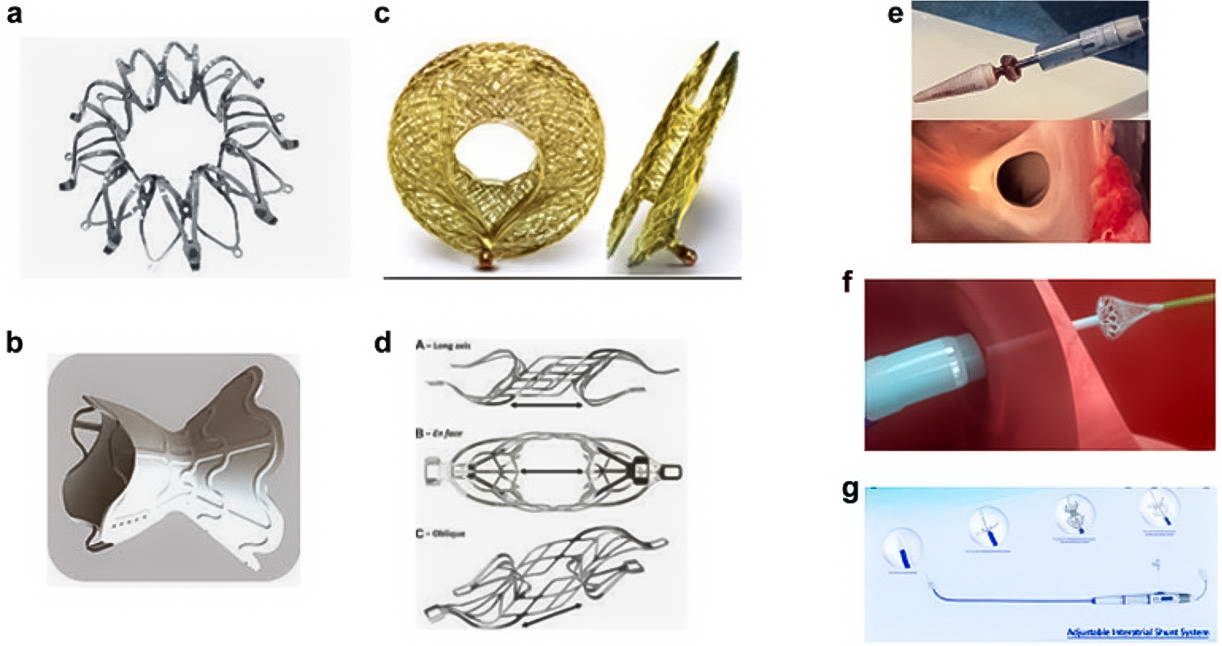 a
c
e
b
d
A – Long axis
B – En face
C – Oblique
f
g
Adjustable Interatrial Shunt System